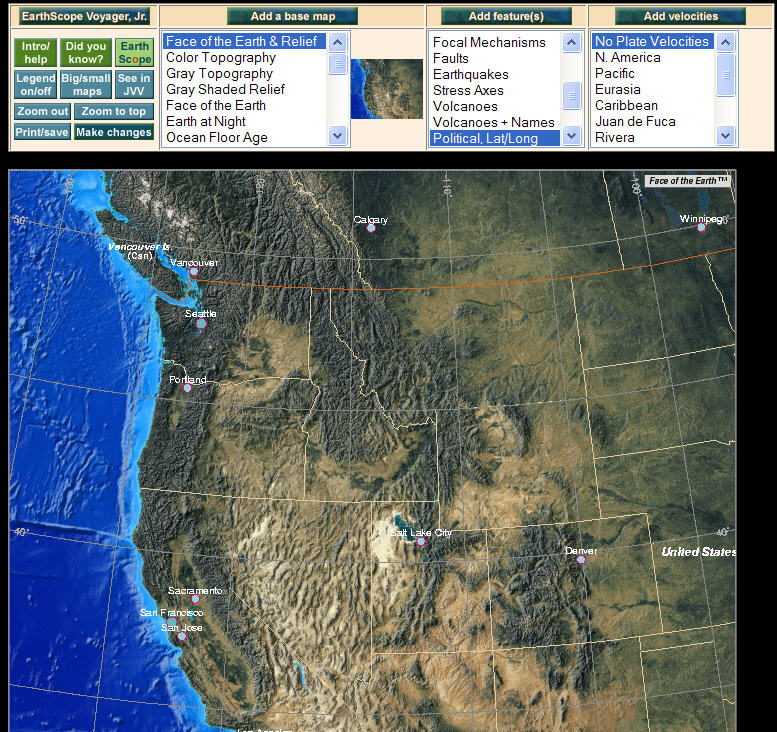 EarthScope Voyager, Jr.
Add a base map
Add feature(s)
Add velocities
Intro/
help
Did you
know?
Earth
Scope
Legend
on/off
Big/small
maps
See in
JVV
Zoom out
Zoom to top
Print/save
Make changes
Face of the Earth & Relief
Color Topography
Gray Topography
Gray Shaded Relief
Face of the Earth
Earth at Night
Ocean Floor Age
Focal Mechanisms
Faults
Earthquakes
Stress Axes
Volcanoes
Volcanoes + Names
Political, Lat/Long
No Plate Velocities
N. America
Pacific
Eurasia
Caribbean
Juan de Fuca
Rivera
Face of the Earth™
50°
Calgary
Winnipeg
Vancouver Is.
(Can)
Vancouver
Seattle
Portland
40°
Salt Lake City
40°
Denver
United States
Sacramento
San Francisco
San Jose